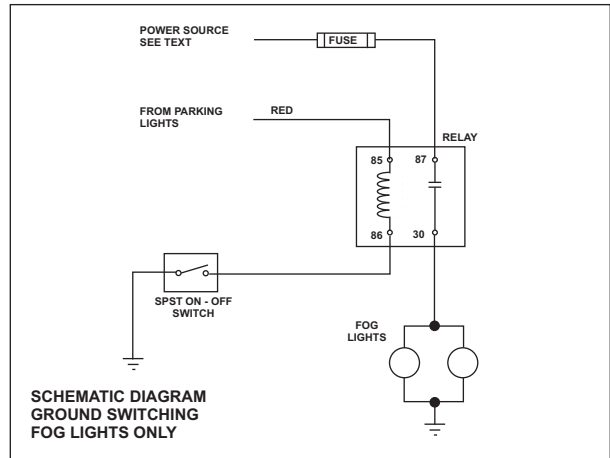 POWER SOURCE
SEE TEXT
FUSE
FROM PARKING
LIGHTS
RED
RELAY
85
87
86
30
SPST ON - OFF
SWITCH
FOG
LIGHTS
SCHEMATIC DIAGRAM
GROUND SWITCHING
FOG LIGHTS ONLY